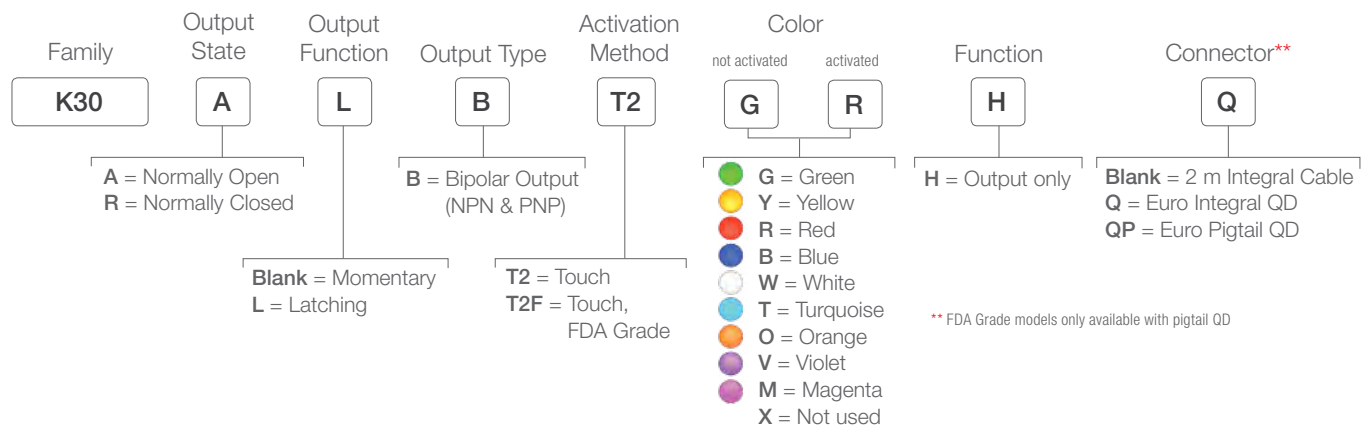 Family
Output
State
Output
Function
Output Type
Activation
Method
Color
not activated
activated
Function
Connector**
K30
A
L
B
T2
G
R
H
Q
A = Normally Open
R = Normally Closed
Blank = Momentary
L = Latching
B = Bipolar Output
(NPN & PNP)
T2 = Touch
T2F = Touch,
FDA Grade
G = Green
Y = Yellow
R = Red
B = Blue
W = White
T = Turquoise
O = Orange
V = Violet
M = Magenta
X = Not used
H = Output only
Blank = 2 m Integral Cable
Q = Euro Integral QD
QP = Euro Pigtail QD
** FDA Grade models only available with pigtail QD